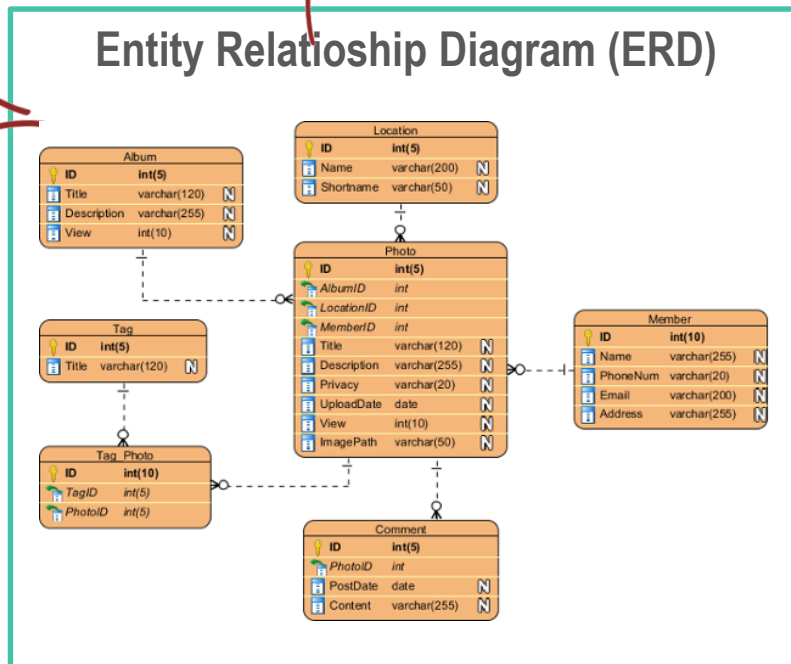 Entity Relatioship Diagram (ERD)
Album
ID int(5)
Title varchar(120) N
Description varchar(255) N
View int(10) N
Location
ID int(5)
Name varchar(200) N
Shortname varchar(50) N
Photo
ID int(5)
AlbumID int
LocationID int
MemberID int
Title varchar(120) N
Description varchar(255) N
Privacy varchar(20) N
UploadDate date N
View int(10) N
ImagePath varchar(50) N
Tag
ID int(5)
Title varchar(120) N
Member
ID int(10)
Name varchar(255) N
PhoneNum varchar(20) N
Email varchar(200) N
Address varchar(255) N
Tag_Photo
ID int(10)
TagID int(5)
PhotoID int(5)
Comment
ID int(5)
PhotoID int
PostDate date N
Content varchar(255) N